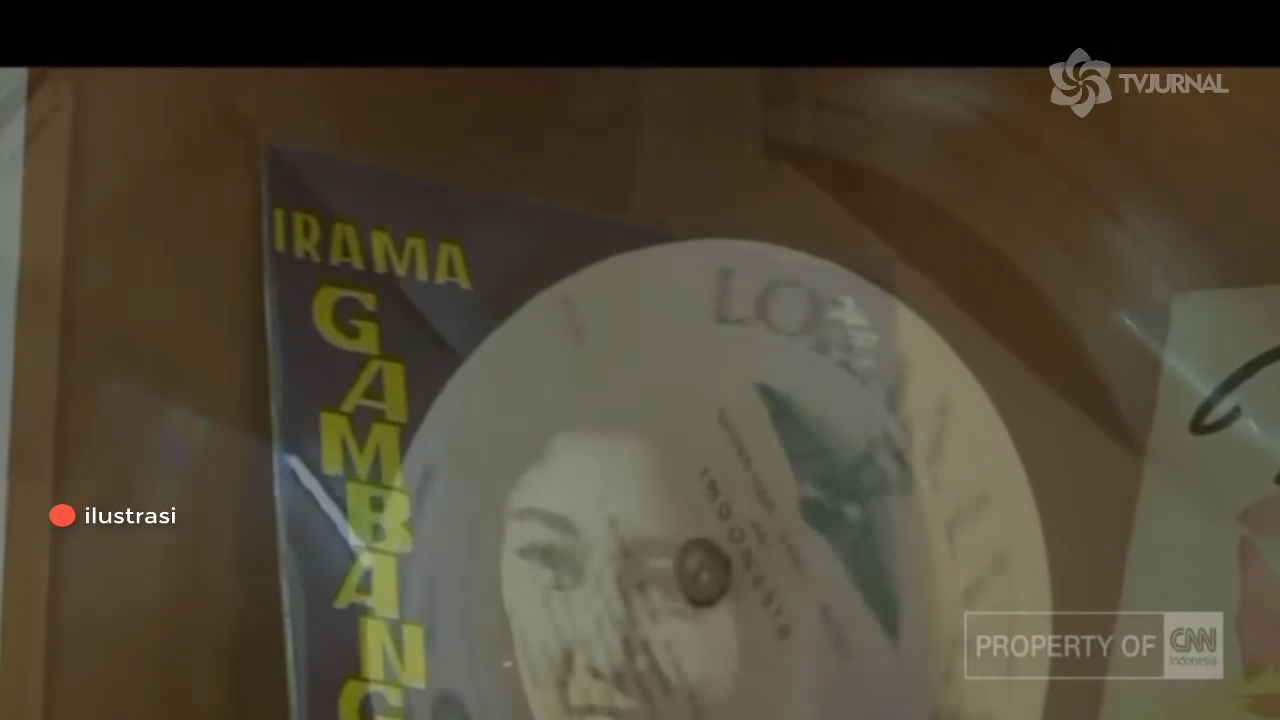 TVJURNAL
IRAMA
GAMBANG
INDONESIA
ilustrasi
PROPERTY OF CNN
Indonesia